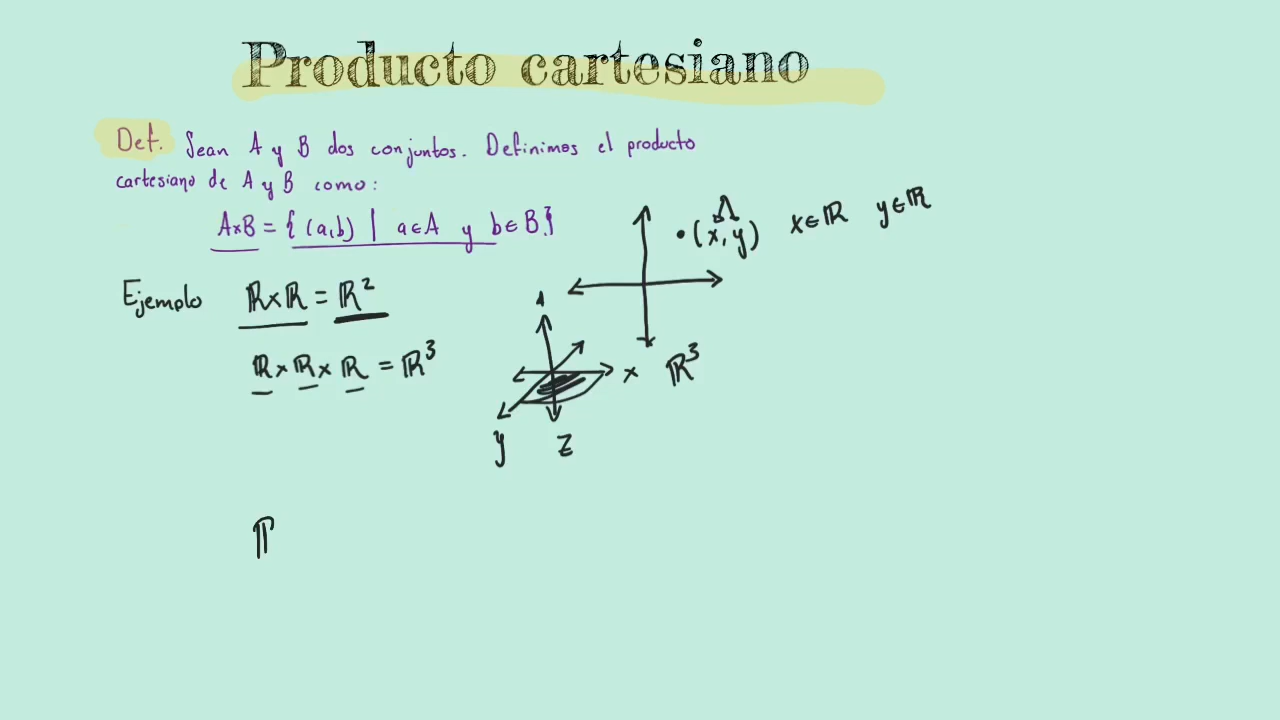 Producto cartesiano
Def. Sean A y B dos conjuntos. Definimos el producto
cartesiano de A y B como:
A×B = { (a,b) | a∈A y b∈B }
•(x, y) x∈ℝ y∈ℝ
Ejemplo ℝ×ℝ = ℝ²
ℝ×ℝ×ℝ = ℝ³
x ℝ³
y z